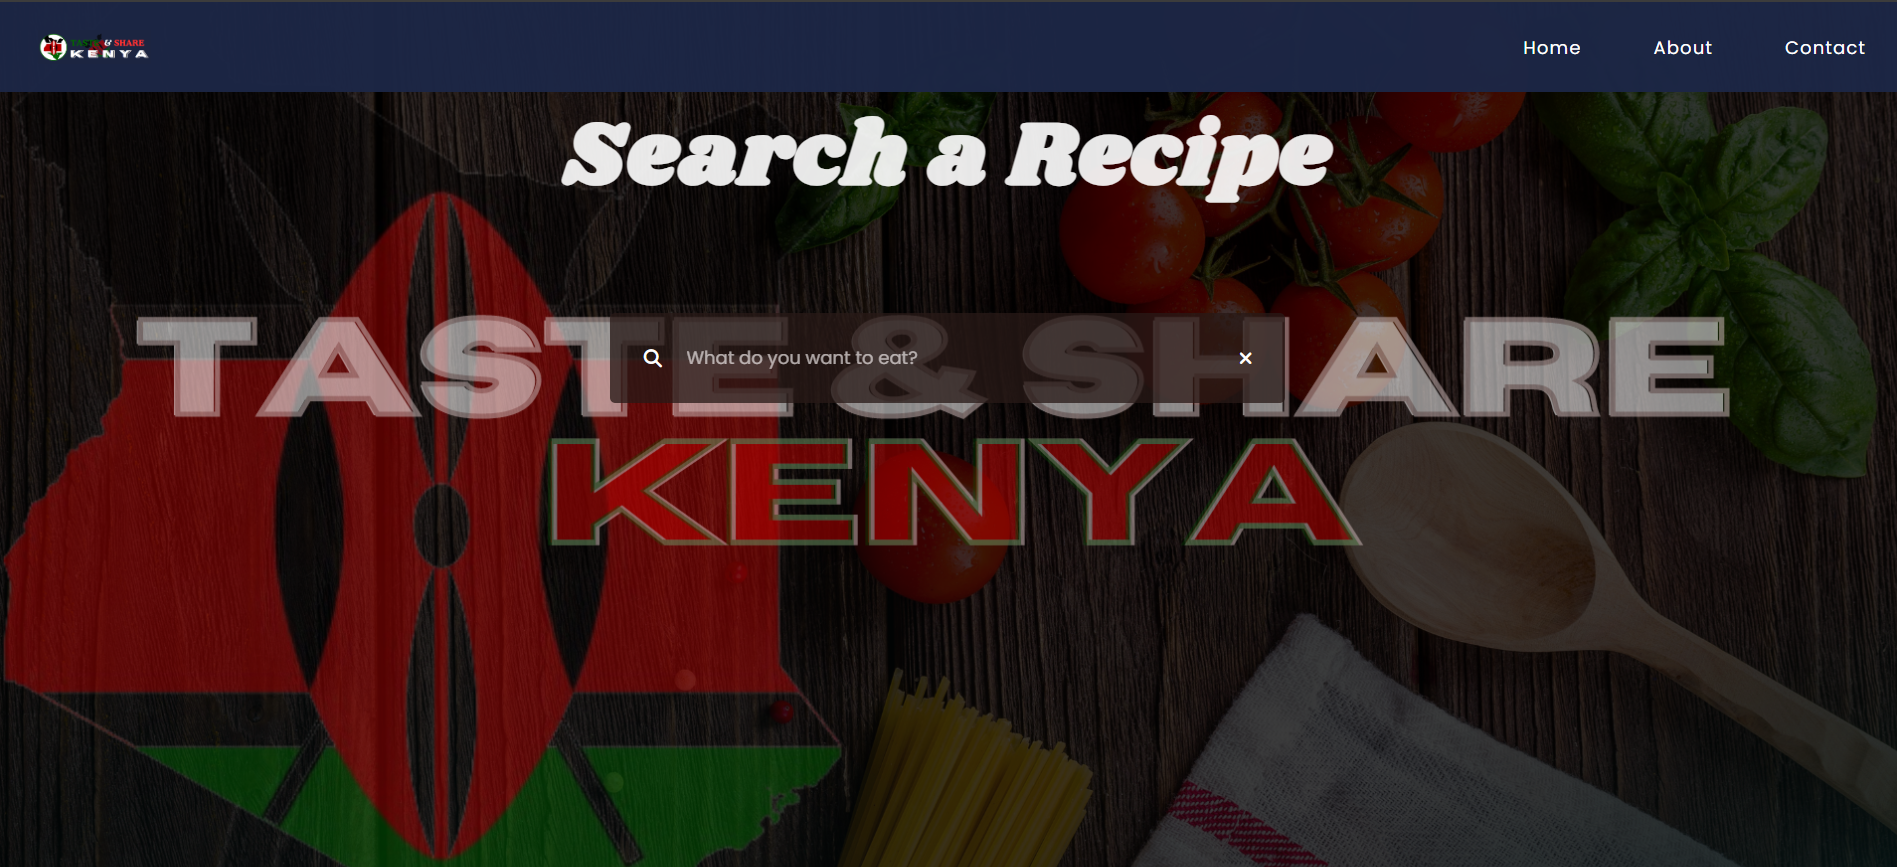 TASTE & SHARE
KENYA
Home
About
Contact
Search a Recipe
What do you want to eat?
TASTE & SHARE
KENYA